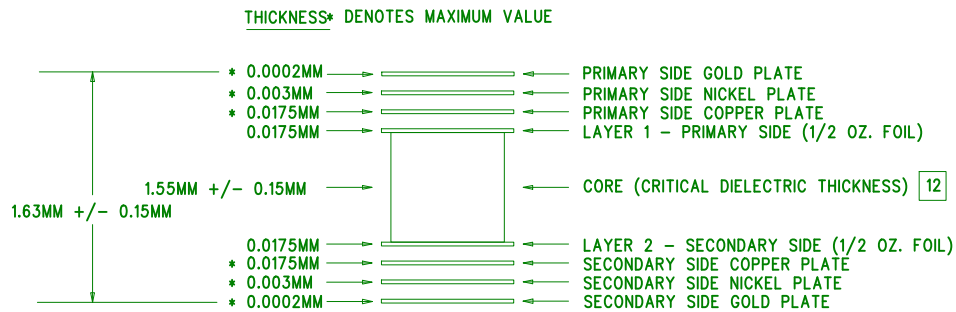 THICKNESS* DENOTES MAXIMUM VALUE
* 0.0002MM PRIMARY SIDE GOLD PLATE
* 0.003MM PRIMARY SIDE NICKEL PLATE
* 0.0175MM PRIMARY SIDE COPPER PLATE
0.0175MM LAYER 1 - PRIMARY SIDE (1/2 OZ. FOIL)
1.55MM +/- 0.15MM CORE (CRITICAL DIELECTRIC THICKNESS) 12
1.63MM +/- 0.15MM
0.0175MM LAYER 2 - SECONDARY SIDE (1/2 OZ. FOIL)
* 0.0175MM SECONDARY SIDE COPPER PLATE
* 0.003MM SECONDARY SIDE NICKEL PLATE
* 0.0002MM SECONDARY SIDE GOLD PLATE